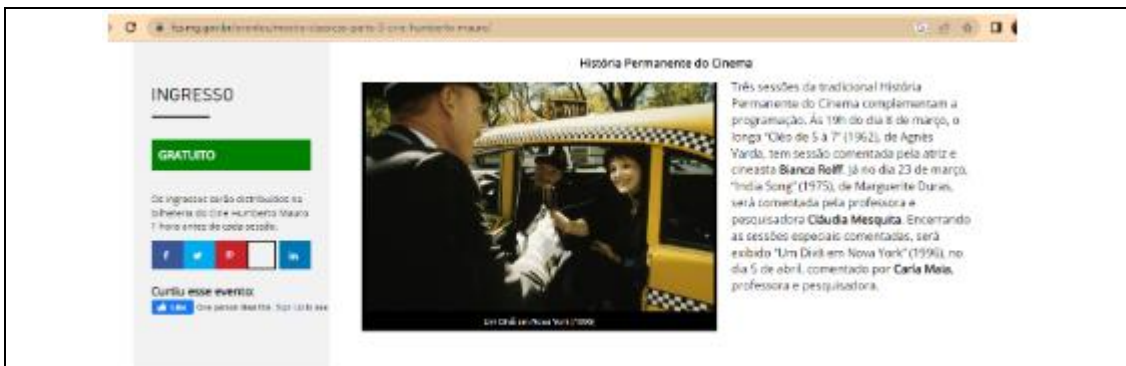 História Permanente do Cinema
INGRESSO
GRATUITO
Os ingressos serão distribuídos na
bilheteria do Cine Humberto Mauro
1 hora antes de cada sessão.
Curtiu esse evento:
Três sessões da tradicional História
Permanente do Cinema complementam a
programação. Às 19h do dia 8 de março, o
longa "Cléo de 5 à 7" (1962), de Agnès
Varda, tem sessão comentada pela atriz e
cineasta Bianca Rolff. Já no dia 23 de março,
"India Song" (1975), de Marguerite Duras,
será comentada pela professora e
pesquisadora Cláudia Mesquita. Encerrando
as sessões especiais comentadas, será
exibido "Um Divã em Nova York" (1996), no
dia 5 de abril, comentado por Carla Maia,
professora e pesquisadora.
Um Divã em Nova York (1996)